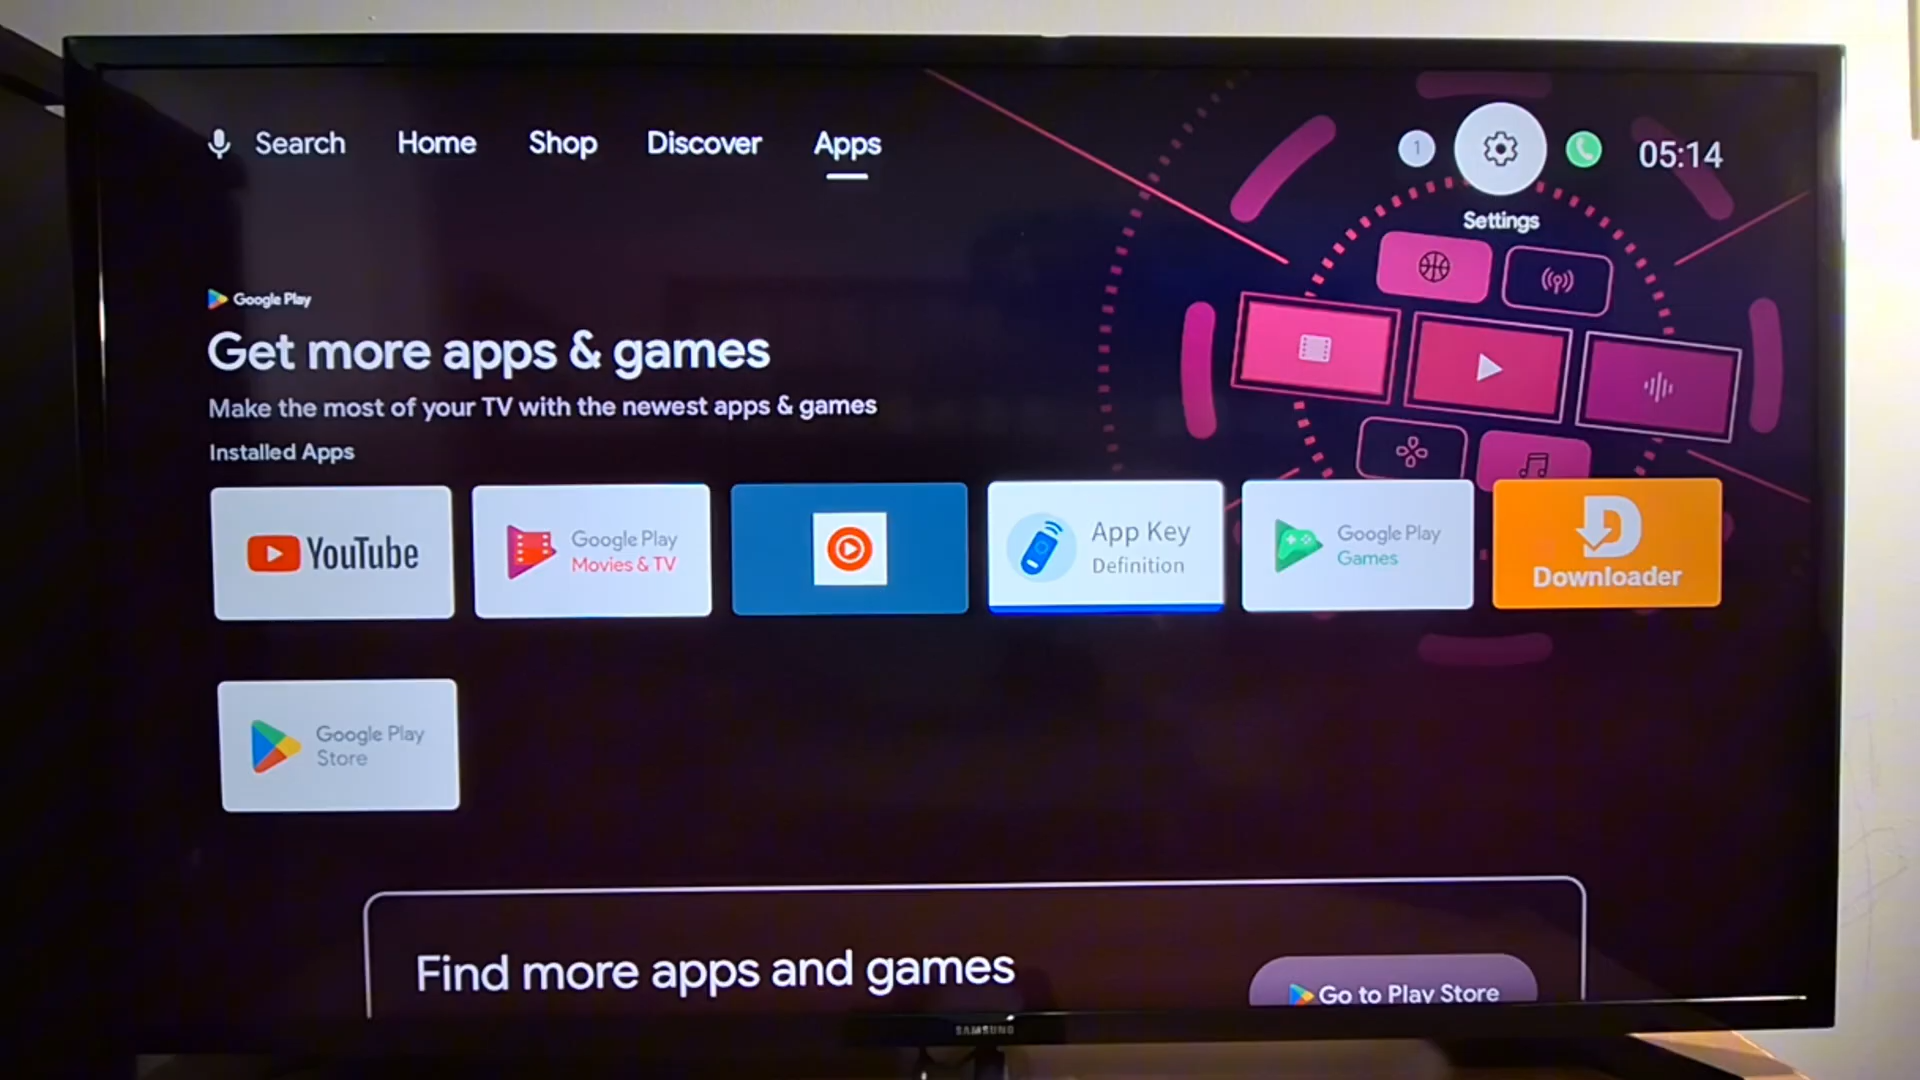 Search Home Shop Discover Apps
1
05:14
Settings
Google Play
Get more apps & games
Make the most of your TV with the newest apps & games
Installed Apps
YouTube
Google Play
Movies & TV
App Key
Definition
Google Play
Games
D
Downloader
Google Play
Store
Find more apps and games
Go to Play Store
SAMSUNG